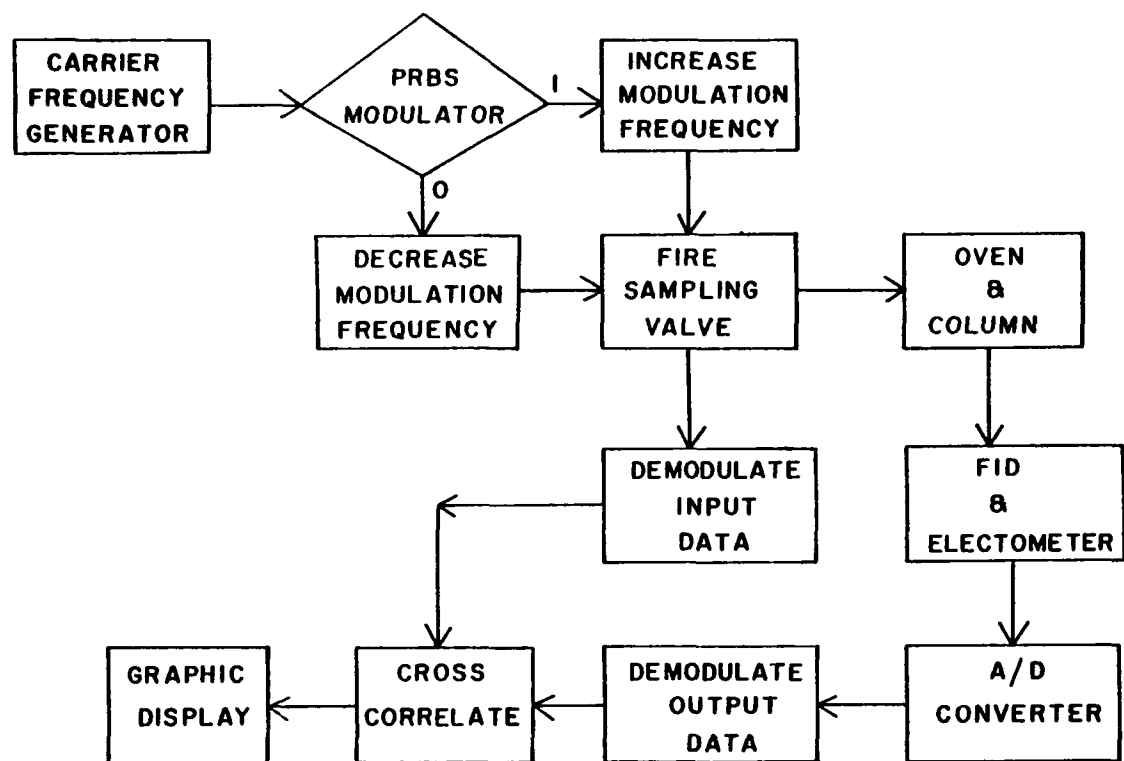 CARRIER
FREQUENCY
GENERATOR
PRBS
MODULATOR
1
INCREASE
MODULATION
FREQUENCY
0
DECREASE
MODULATION
FREQUENCY
FIRE
SAMPLING
VALVE
OVEN
&
COLUMN
DEMODULATE
INPUT
DATA
FID
&
ELECTOMETER
GRAPHIC
DISPLAY
CROSS
CORRELATE
DEMODULATE
OUTPUT
DATA
A/D
CONVERTER